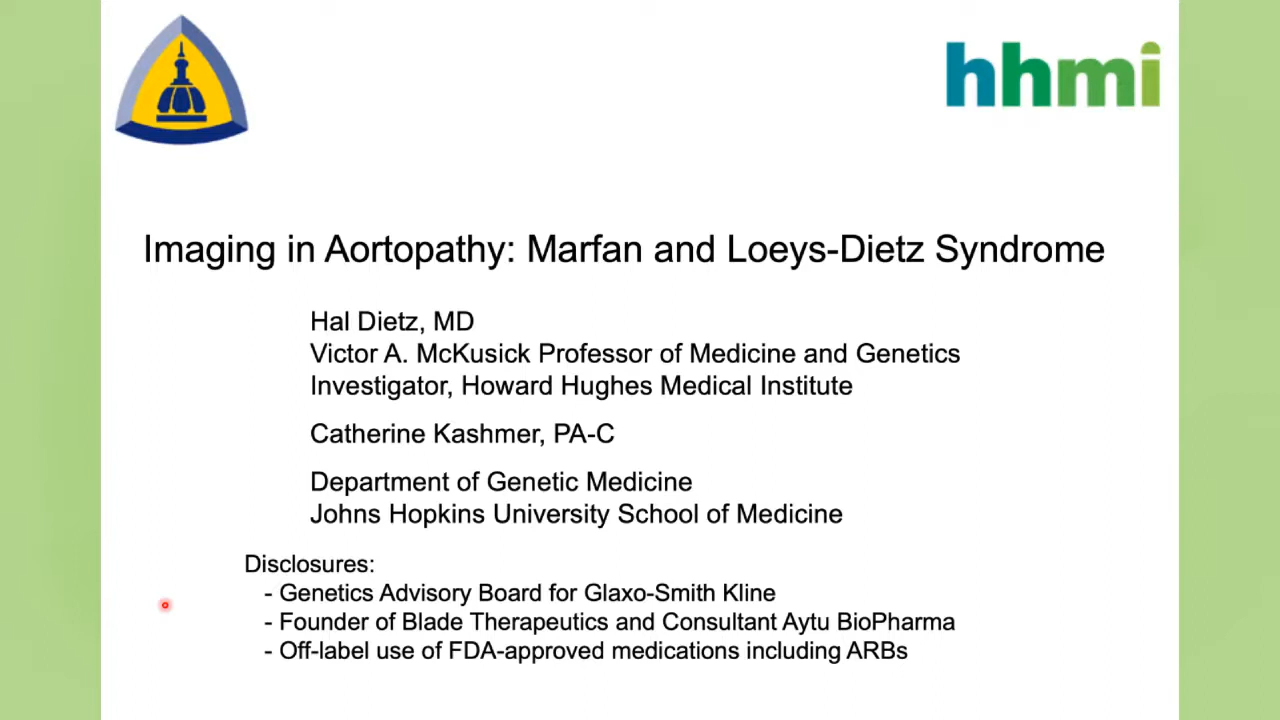 hhmi
Imaging in Aortopathy: Marfan and Loeys-Dietz Syndrome
Hal Dietz, MD
Victor A. McKusick Professor of Medicine and Genetics
Investigator, Howard Hughes Medical Institute
Catherine Kashmer, PA-C
Department of Genetic Medicine
Johns Hopkins University School of Medicine
Disclosures:
- Genetics Advisory Board for Glaxo-Smith Kline
- Founder of Blade Therapeutics and Consultant Aytu BioPharma
- Off-label use of FDA-approved medications including ARBs